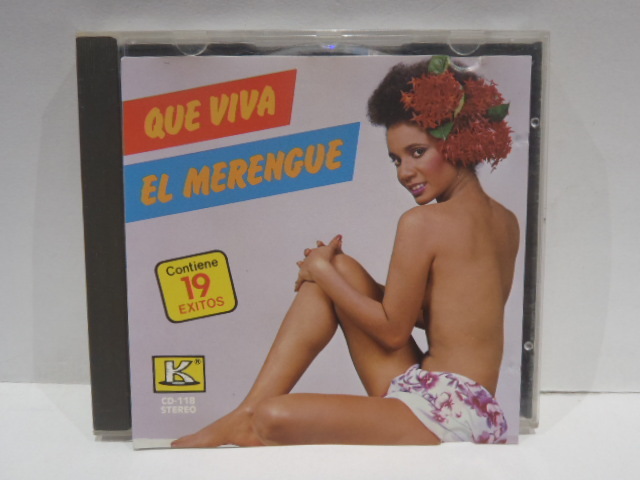 QUE VIVA
EL MERENGUE
Contiene
19
EXITOS
K®
CD-118
STEREO